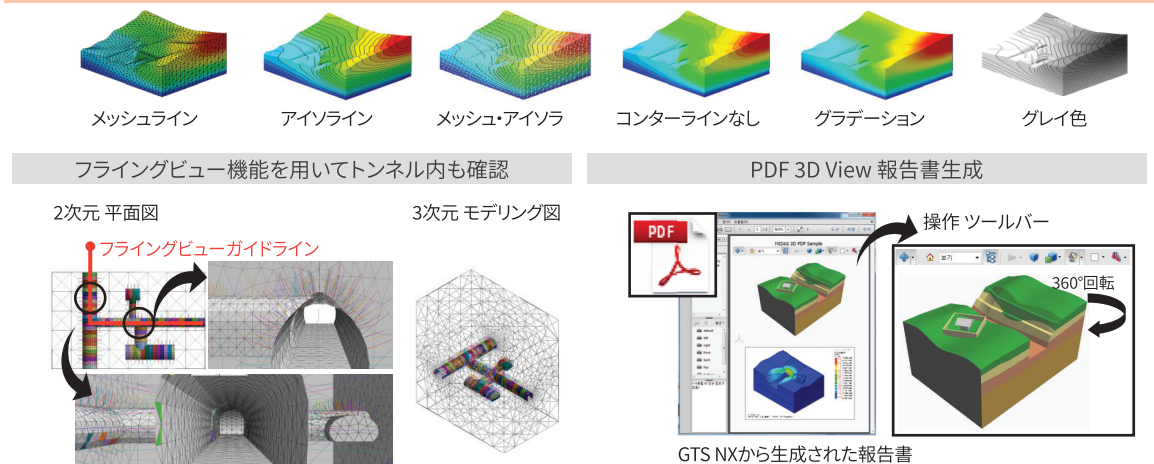 メッシュライン
アイソライン
メッシュ・アイソラ
コンターラインなし
グラデーション
グレイ色
フライングビュー機能を用いてトンネル内も確認
PDF 3D View 報告書生成
2次元 平面図
3次元 モデリング図
フライングビューガイドライン
PDF
MIDAS 3D PDF Sample
操作 ツールバー
보기
360°回転
GTS NXから生成された報告書